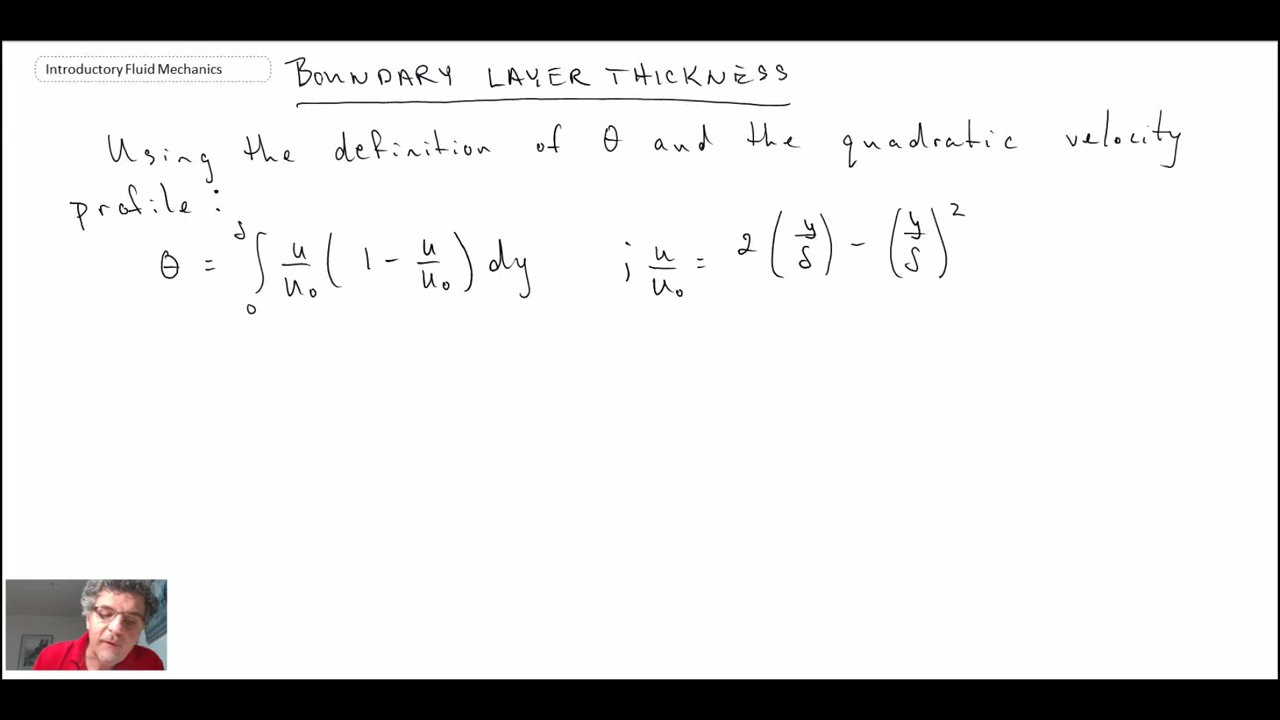 Introductory Fluid Mechanics
BOUNDARY LAYER THICKNESS
Using the definition of θ and the quadratic velocity
profile:
θ = ∫₀^δ u/u₀ ( 1 - u/u₀ ) dy ; u/u₀ = 2 (y/δ) - (y/δ)²